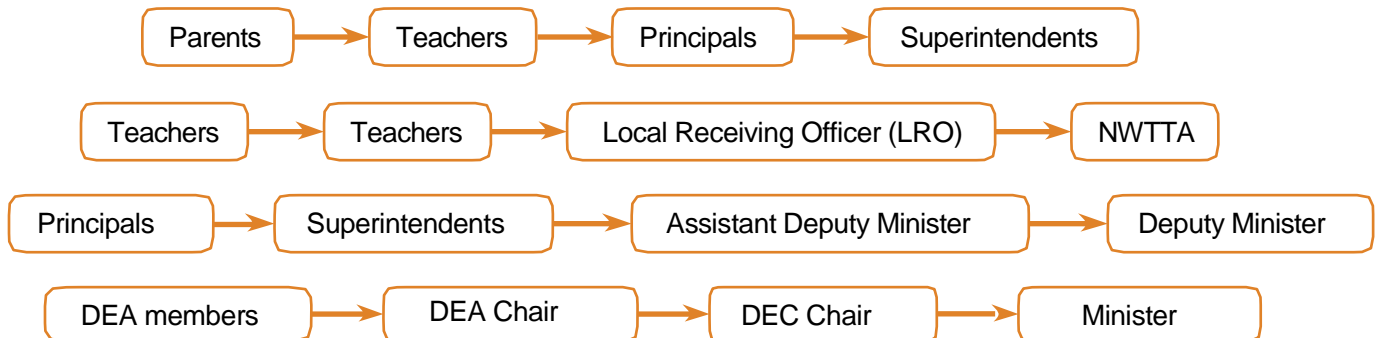 Parents Teachers Principals Superintendents
Teachers Teachers Local Receiving Officer (LRO) NWTTA
Principals Superintendents Assistant Deputy Minister Deputy Minister
DEA members DEA Chair DEC Chair Minister